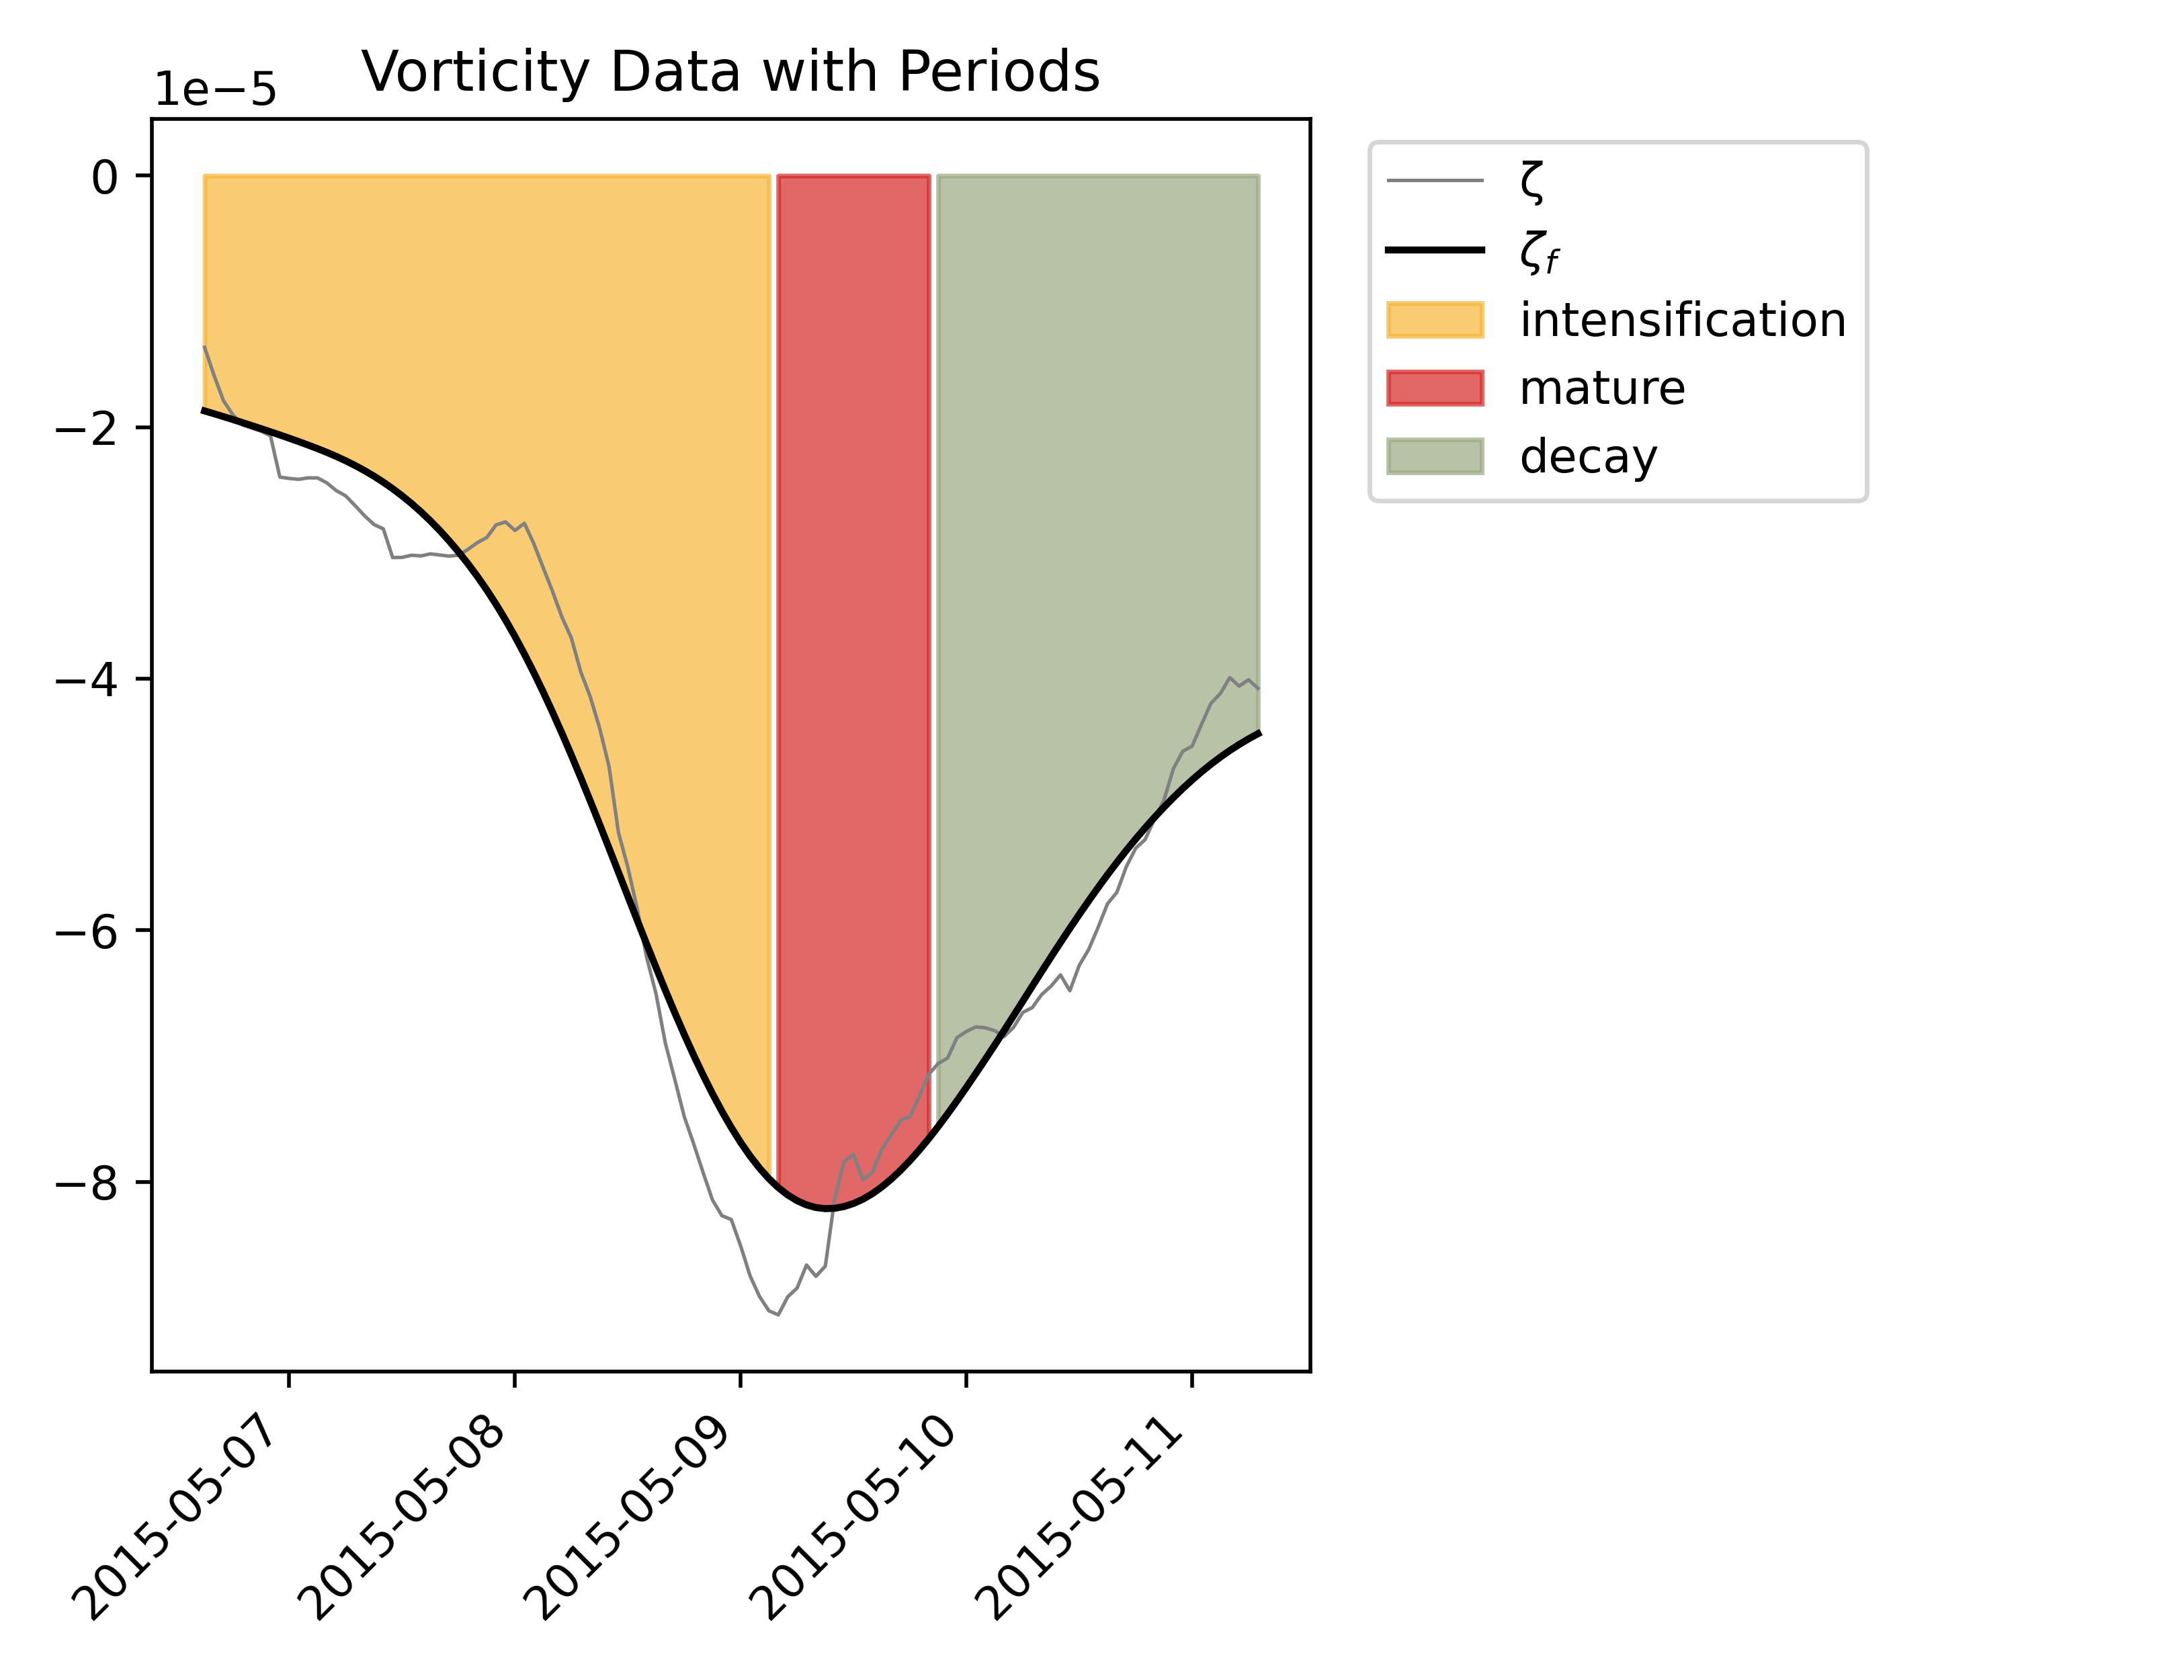 Vorticity Data with Periods
1e−5
0
−2
−4
−6
−8
2015-05-07
2015-05-08
2015-05-09
2015-05-10
2015-05-11
ζ
ζf
intensification
mature
decay